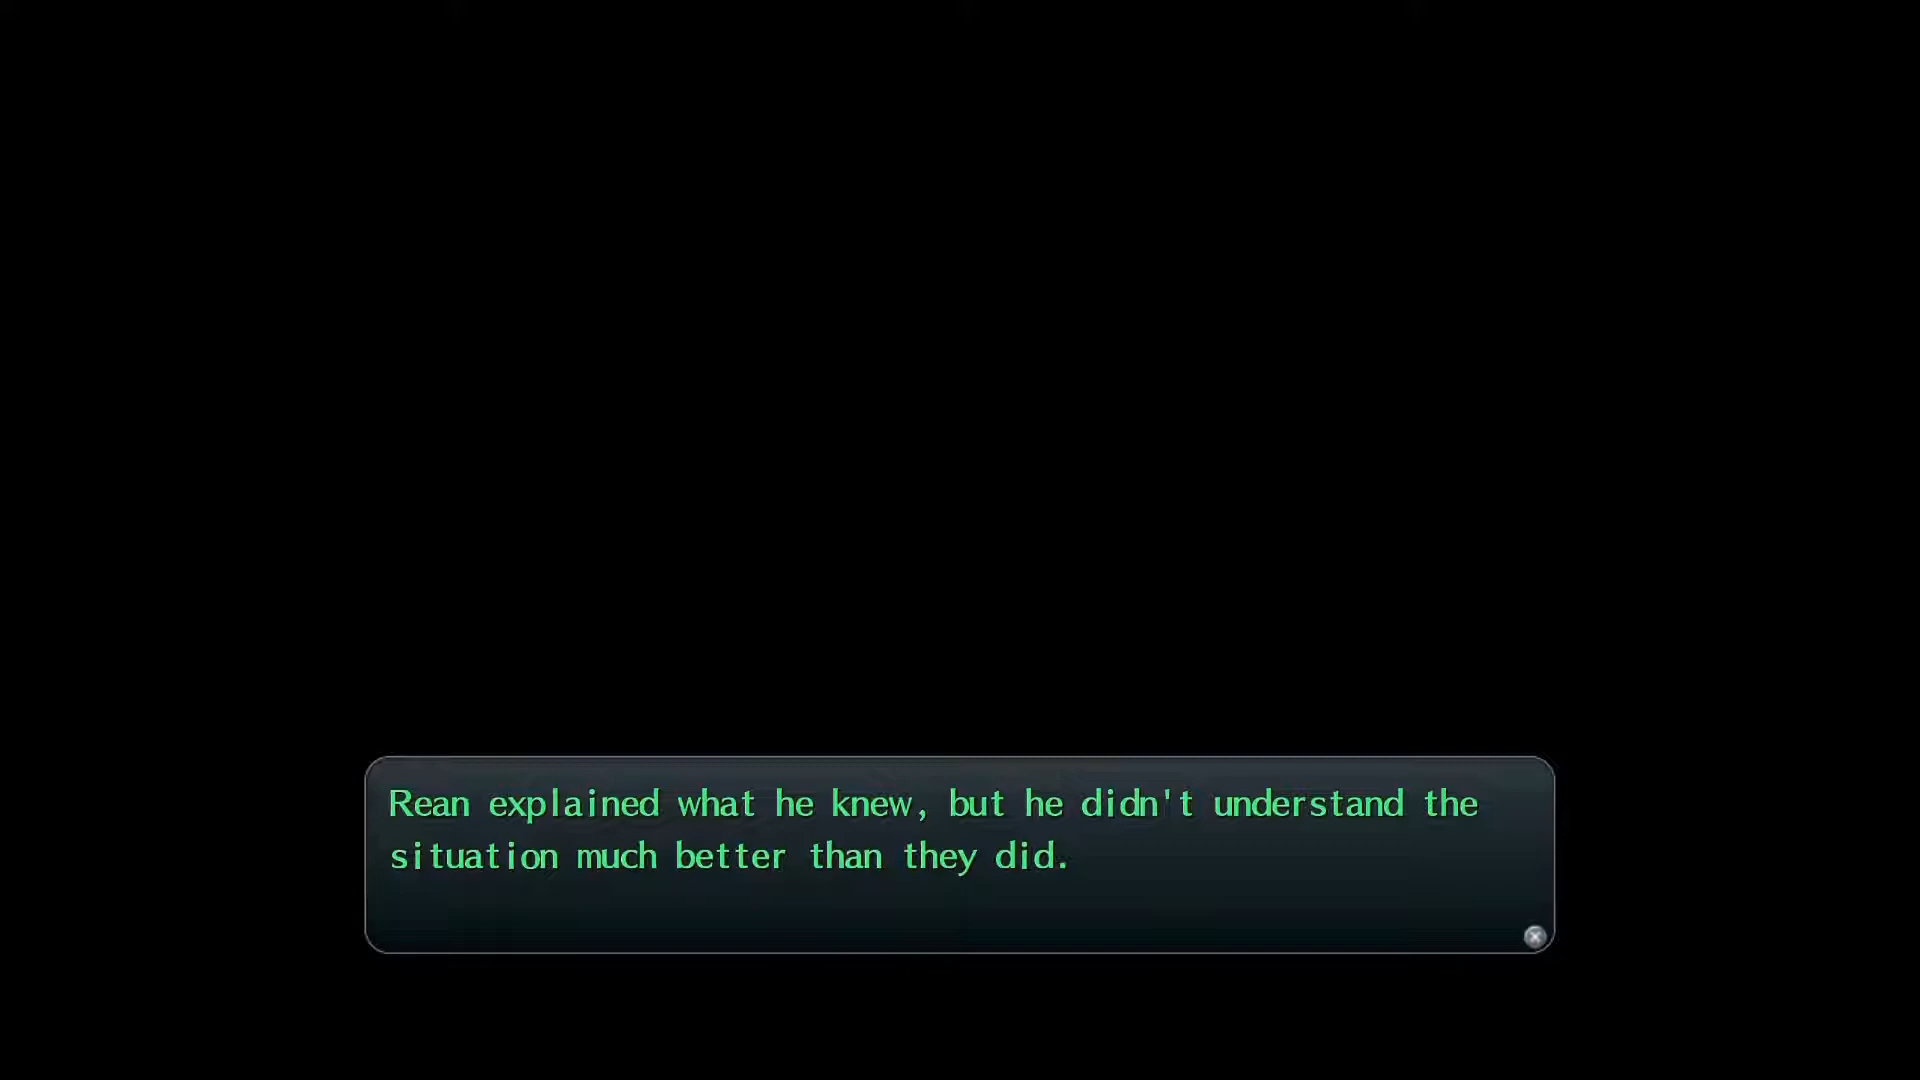 Rean explained what he knew, but he didn't understand the
situation much better than they did.